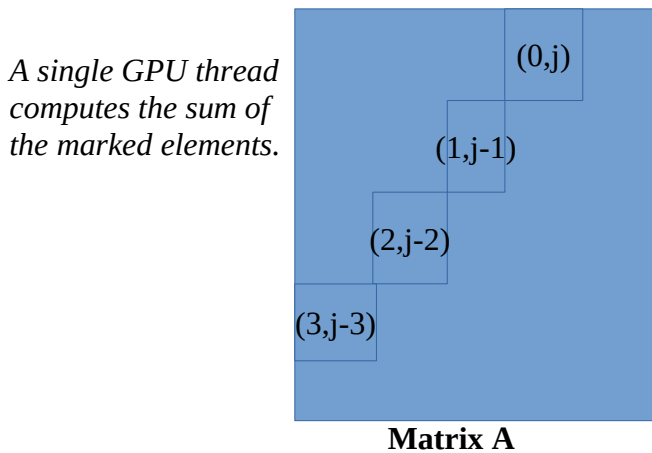 A single GPU thread
computes the sum of
the marked elements.
(0,j)
(1,j-1)
(2,j-2)
(3,j-3)
Matrix A